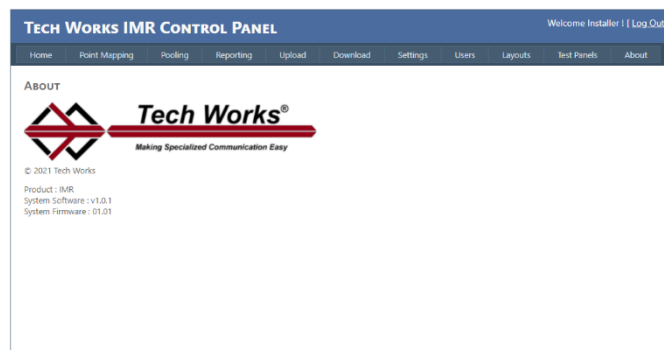 TECH WORKS IMR CONTROL PANEL
Welcome Installer ! [ Log Out
Home Point Mapping Pooling Reporting Upload Download Settings Users Layouts Test Panels About
ABOUT
Tech Works®
Making Specialized Communication Easy
© 2021 Tech Works
Product : IMR
System Software : v1.0.1
System Firmware : 01.01